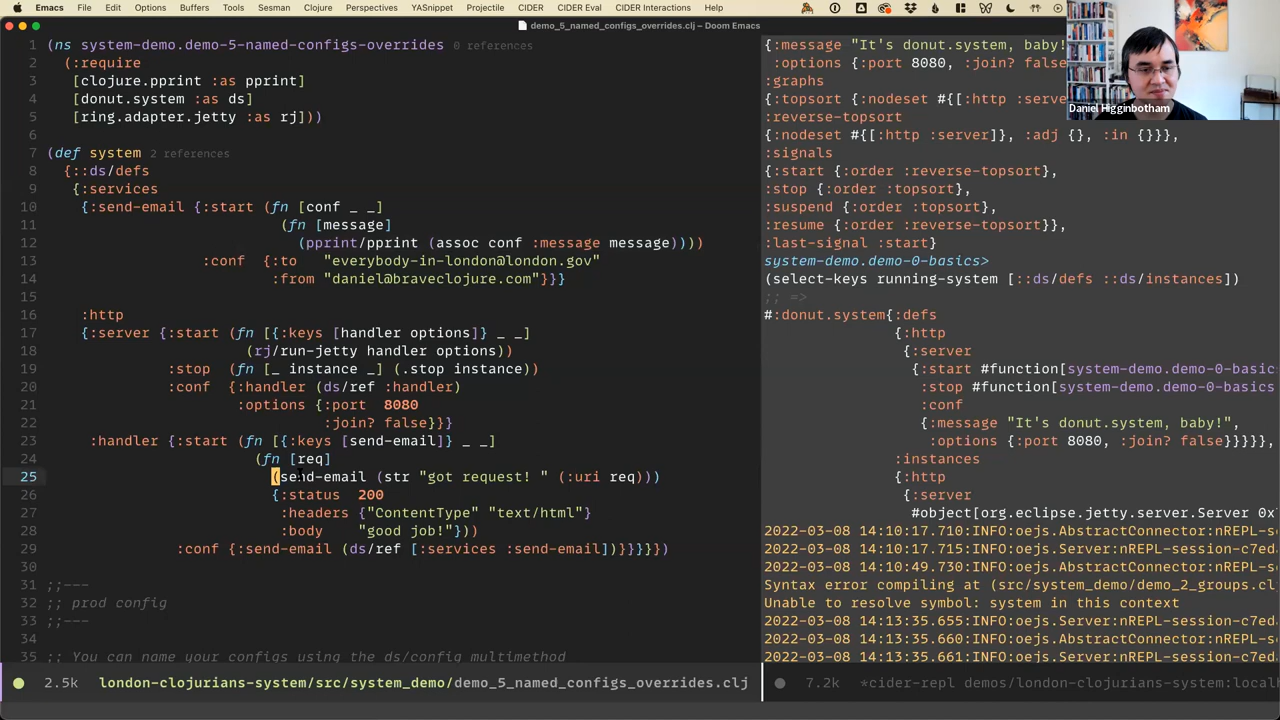 Emacs File Edit Options Buffers Tools Sesman Clojure Perspectives YASnippet Projectile CIDER CIDER Eval CIDER Interactions Help
demo_5_named_configs_overrides.clj – Doom Emacs
1 (ns system-demo.demo-5-named-configs-overrides 0 references
2 (:require
3 [clojure.pprint :as pprint]
4 [donut.system :as ds]
5 [ring.adapter.jetty :as rj]))
6
7 (def system 2 references
8 {::ds/defs
9 {:services
10 {:send-email {:start (fn [conf _ _]
11 (fn [message]
12 (pprint/pprint (assoc conf :message message))))
13 :conf {:to "everybody-in-london@london.gov"
14 :from "daniel@braveclojure.com"}}}
15
16 :http
17 {:server {:start (fn [{:keys [handler options]} _ _]
18 (rj/run-jetty handler options))
19 :stop (fn [_ instance _] (.stop instance))
20 :conf {:handler (ds/ref :handler)
21 :options {:port 8080
22 :join? false}}}
23 :handler {:start (fn [{:keys [send-email]} _ _]
24 (fn [req]
25 (send-email (str "got request! " (:uri req)))
26 {:status 200
27 :headers {"ContentType" "text/html"}
28 :body "good job!"}))
29 :conf {:send-email (ds/ref [:services :send-email])}}}}})
30
31 ;;---
32 ;; prod config
33 ;;---
34
35 ;; You can name your configs using the ds/config multimethod
2.5k london-clojurians-system/src/system_demo/demo_5_named_configs_overrides.clj
{:message "It's donut.system, baby!
:options {:port 8080, :join? false
:graphs
{:topsort {:nodeset #{[:http :serve
:reverse-topsort
{:nodeset #{[:http :server]}, :adj {}, :in {}}},
:signals
{:start {:order :reverse-topsort},
:stop {:order :topsort},
:suspend {:order :topsort},
:resume {:order :reverse-topsort}},
:last-signal :start}
system-demo.demo-0-basics>
(select-keys running-system [::ds/defs ::ds/instances])
;; =>
#:donut.system{:defs
{:http
{:server
{:start #function[system-demo.demo-0-basic
:stop #function[system-demo.demo-0-basics
:conf
{:message "It's donut.system, baby!",
:options {:port 8080, :join? false}}}}},
:instances
{:http
{:server
#object[org.eclipse.jetty.server.Server 0x
2022-03-08 14:10:17.710:INFO:oejs.AbstractConnector:nREPL-s
2022-03-08 14:10:17.715:INFO:oejs.Server:nREPL-session-c7ed
2022-03-08 14:10:49.730:INFO:oejs.AbstractConnector:nREPL-s
Syntax error compiling at (src/system_demo/demo_2_groups.cl
Unable to resolve symbol: system in this context
2022-03-08 14:13:35.655:INFO:oejs.Server:nREPL-session-c7ed
2022-03-08 14:13:35.660:INFO:oejs.AbstractConnector:nREPL-s
2022-03-08 14:13:35.661:INFO:oejs.Server:nREPL-session-c7ed
7.2k *cider-repl demos/london-clojurians-system:local
Daniel Higginbotham